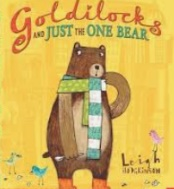 Goldilocks
AND JUST THE ONE BEAR
Leigh
HODGKINSON